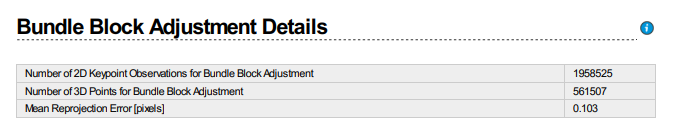 Bundle Block Adjustment Details
i
Number of 2D Keypoint Observations for Bundle Block Adjustment 1958525
Number of 3D Points for Bundle Block Adjustment 561507
Mean Reprojection Error [pixels] 0.103